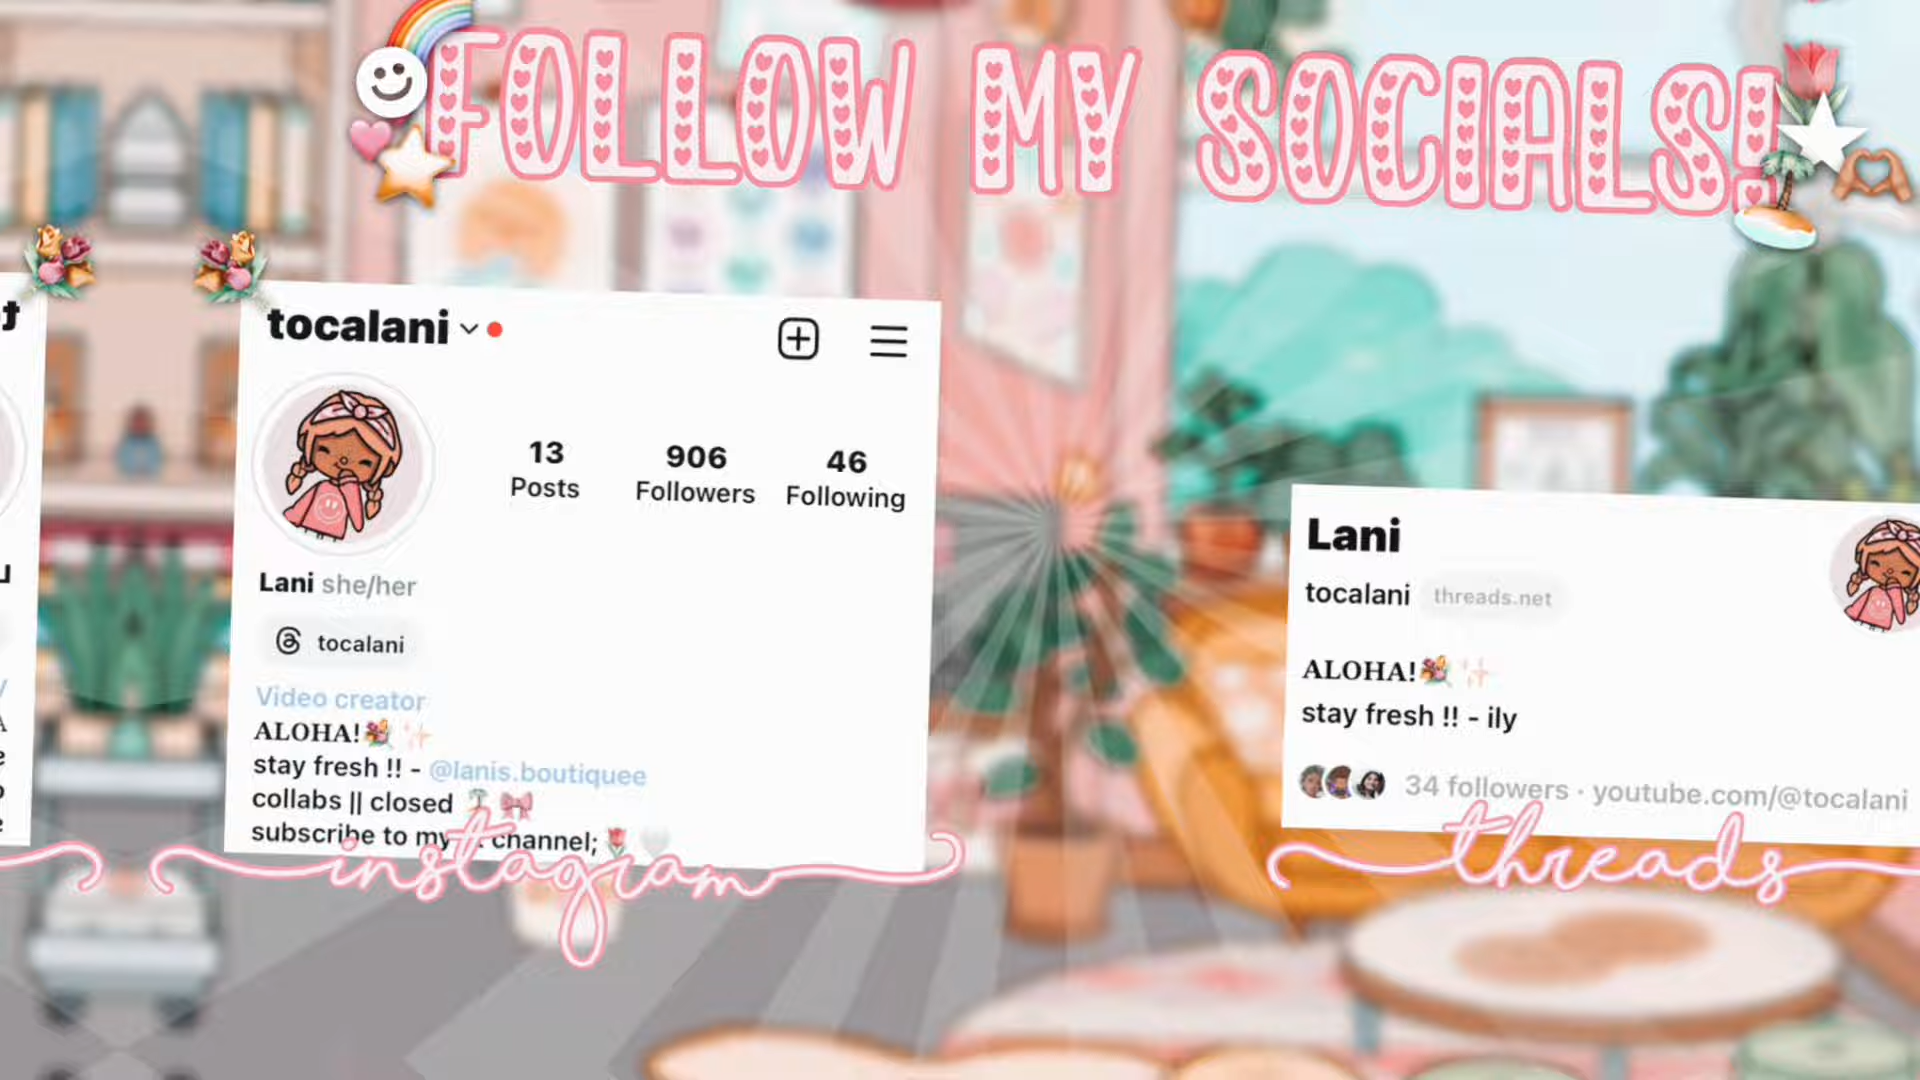 FOLLOW MY SOCIALS!
tocalani
13 906 46
Posts Followers Following
Lani she/her
tocalani
Video creator
ALOHA!💐✨
stay fresh !! - @lanis.boutiquee
collabs || closed 🌴🎀
subscribe to my channel;🌷🤍
instagram
Lani
tocalani threads.net
ALOHA!💐✨
stay fresh !! - ily
34 followers · youtube.com/@tocalani
threads